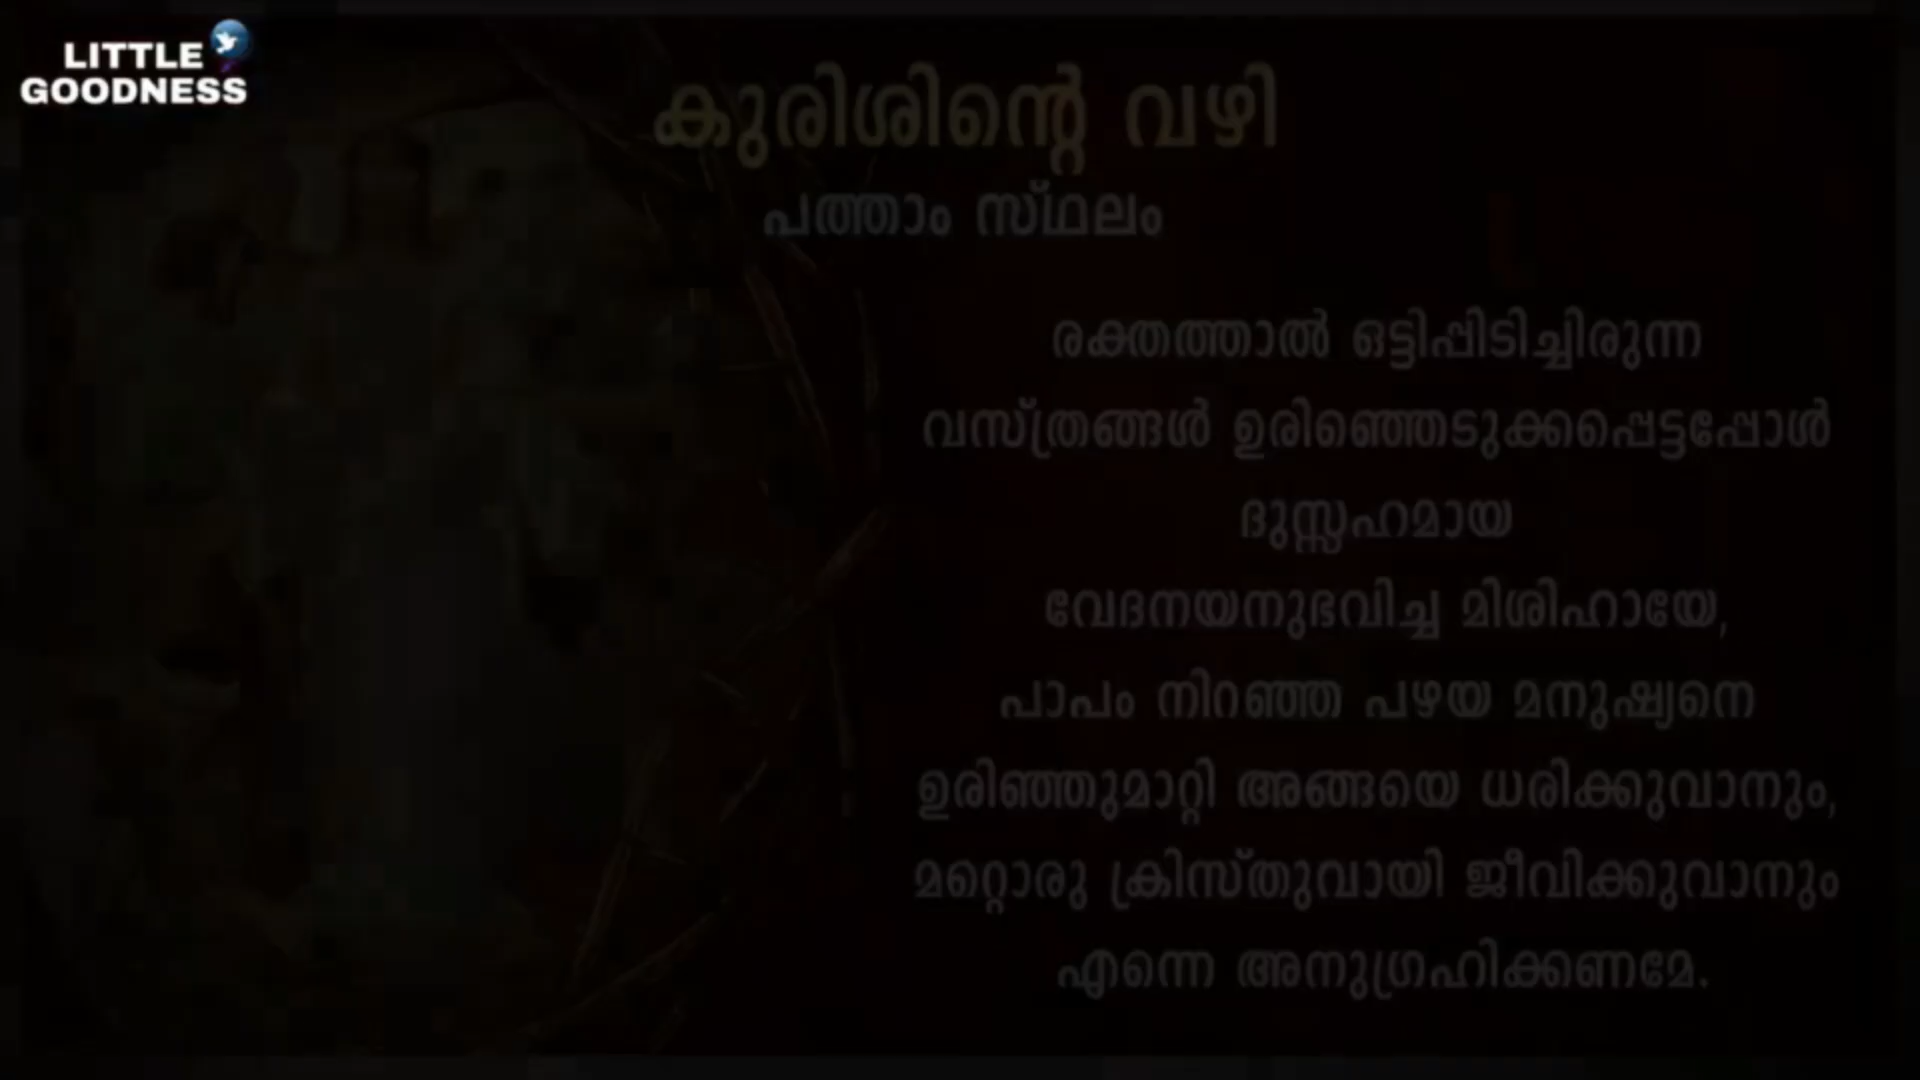 LITTLE
GOODNESS
കുരിശിന്റെ വഴി
പത്താം സ്ഥലം
രക്തത്താൽ ഒട്ടിപ്പിടിച്ചിരുന്ന
വസ്ത്രങ്ങൾ ഉരിഞ്ഞെടുക്കപ്പെട്ടപ്പോൾ
ദുസ്സഹമായ
വേദനയനുഭവിച്ച മിശിഹായേ,
പാപം നിറഞ്ഞ പഴയ മനുഷ്യനെ
ഉരിഞ്ഞുമാറ്റി അങ്ങയെ ധരിക്കുവാനും,
മറ്റൊരു ക്രിസ്തുവായി ജീവിക്കുവാനും
എന്നെ അനുഗ്രഹിക്കണമേ.